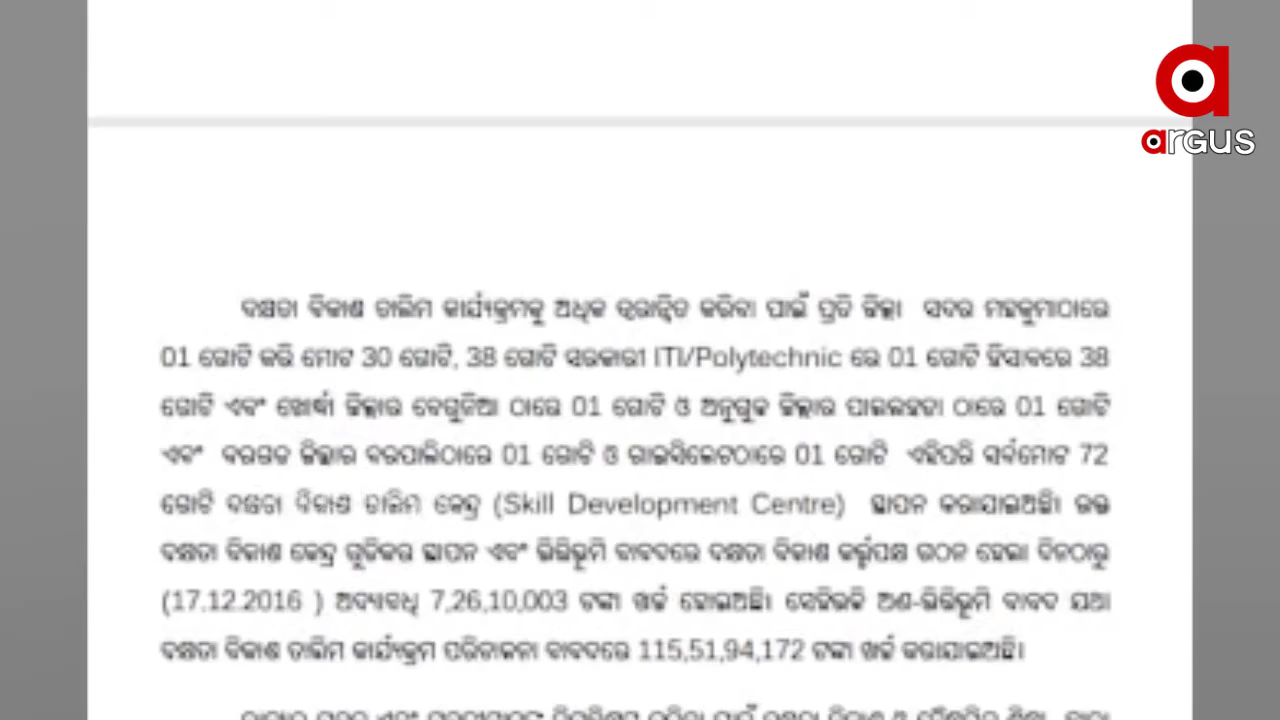 argus
ଦକ୍ଷତା ବିକାଶ ତାଲିମ କାର୍ଯ୍ୟକ୍ରମକୁ ଅଧିକ ତ୍ୱରାନ୍ୱିତ କରିବା ପାଇଁ ପ୍ରତି ଜିଲ୍ଲା ସଦର ମହକୁମାଠାରେ
01 ଗୋଟି କରି ମୋଟ 30 ଗୋଟି, 38 ଗୋଟି ସରକାରୀ ITI/Polytechnic ରେ 01 ଗୋଟି ହିସାବରେ 38
ଗୋଟି ଏବଂ ଖୋର୍ଦ୍ଧା ଜିଲ୍ଲାର ବେଗୁନିଆ ଠାରେ 01 ଗୋଟି ଓ ଅନୁଗୁଳ ଜିଲ୍ଲାର ପାଲଲହଡା ଠାରେ 01 ଗୋଟି
ଏବଂ ବରଗଡ ଜିଲ୍ଲାର ବରପାଲିଠାରେ 01 ଗୋଟି ଓ ଗାଇସିଲେଟଠାରେ 01 ଗୋଟି ଏହିପରି ସର୍ବମୋଟ 72
ଗୋଟି ଦକ୍ଷତା ବିକାଶ ତାଲିମ କେନ୍ଦ୍ର (Skill Development Centre) ସ୍ଥାପନ କରାଯାଇଅଛି। ଉକ୍ତ
ଦକ୍ଷତା ବିକାଶ କେନ୍ଦ୍ର ଗୁଡିକର ସ୍ଥାପନ ଏବଂ ଭିତ୍ତିଭୂମି ବାବଦରେ ଦକ୍ଷତା ବିକାଶ କର୍ତ୍ତୃପକ୍ଷ ଗଠନ ହେଲା ଦିନଠାରୁ
(17.12.2016 ) ଅଦ୍ୟାବଧି 7,26,10,003 ଟଙ୍କା ଖର୍ଚ୍ଚ ହୋଇଅଛି। ସେହିଭଳି ଅଣ-ଭିତ୍ତିଭୂମି ବାବଦ ଯଥା
ଦକ୍ଷତା ବିକାଶ ତାଲିମ କାର୍ଯ୍ୟକ୍ରମ ପରିଚାଳନା ବାବଦରେ 115,51,94,172 ଟଙ୍କା ଖର୍ଚ୍ଚ କରାଯାଇଅଛି।